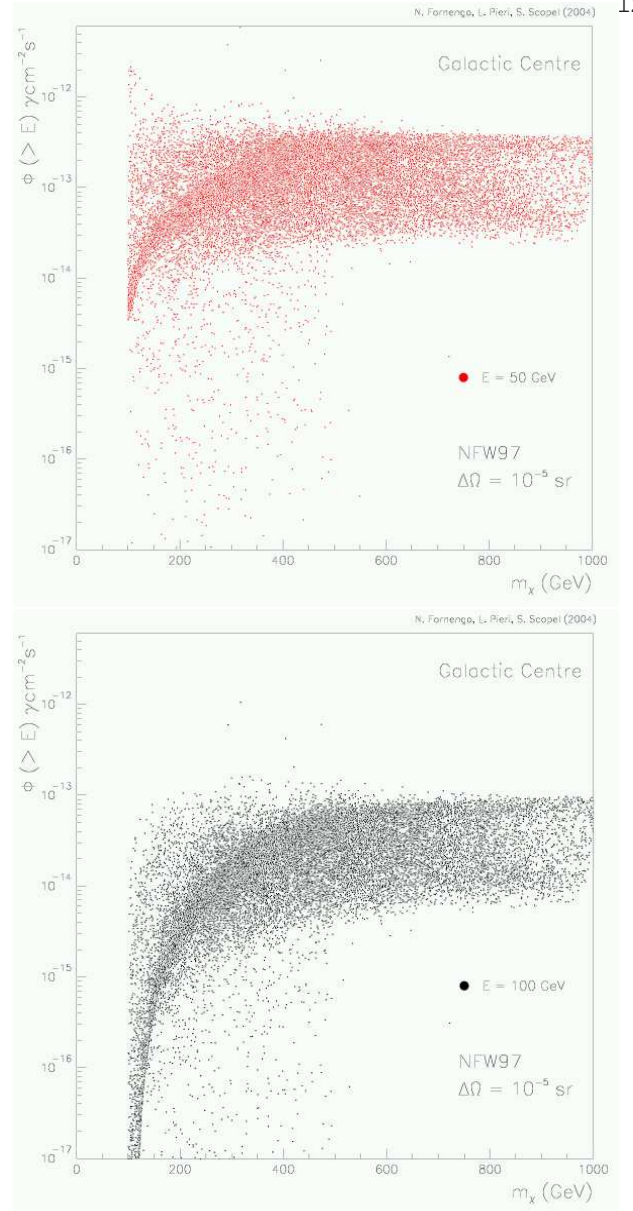 N. Fornengo, L. Pieri, S. Scopel (2004)
Galactic Centre
ϕ (> E) γcm⁻²s⁻¹
10⁻¹²
10⁻¹³
10⁻¹⁴
10⁻¹⁵
10⁻¹⁶
10⁻¹⁷
E = 50 GeV
NFW97
ΔΩ = 10⁻⁵ sr
0 200 400 600 800 1000
mᵪ (GeV)
N. Fornengo, L. Pieri, S. Scopel (2004)
Galactic Centre
ϕ (> E) γcm⁻²s⁻¹
10⁻¹²
10⁻¹³
10⁻¹⁴
10⁻¹⁵
10⁻¹⁶
10⁻¹⁷
E = 100 GeV
NFW97
ΔΩ = 10⁻⁵ sr
0 200 400 600 800 1000
mᵪ (GeV)